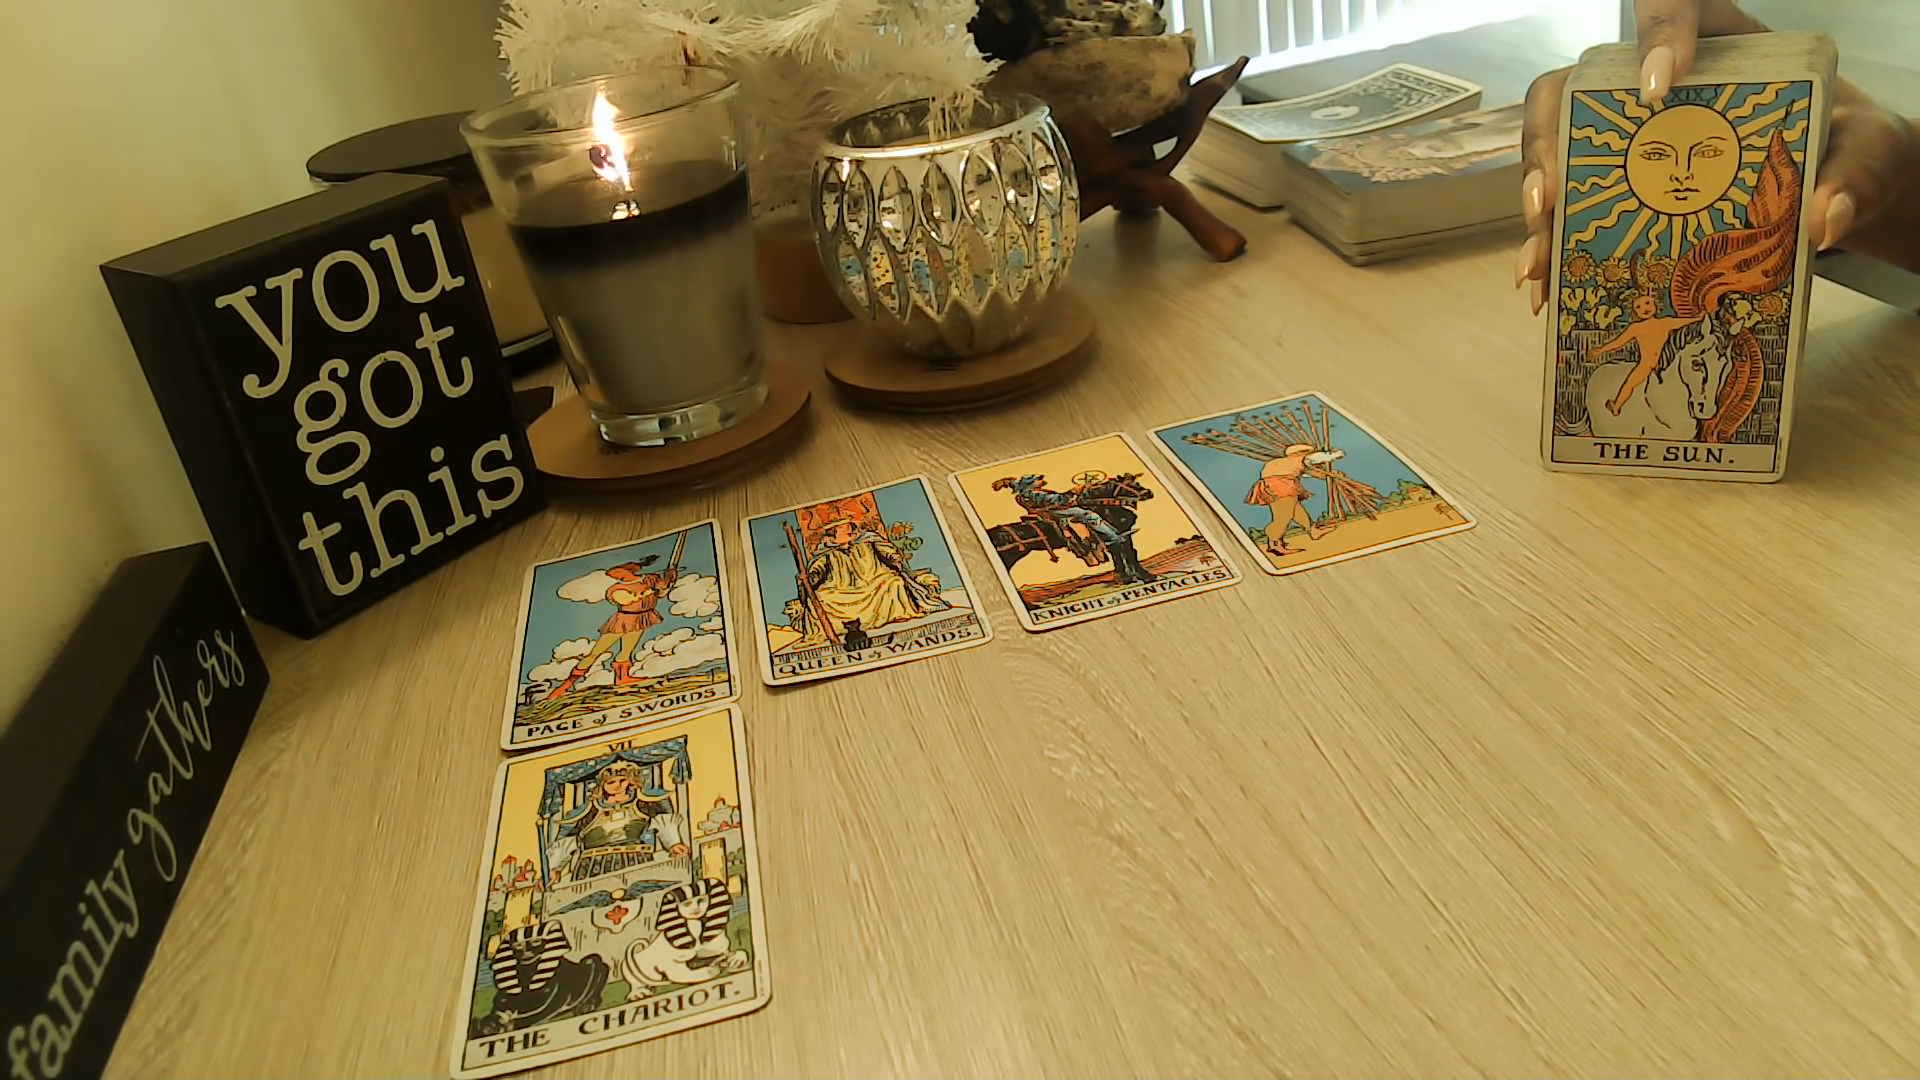 you
got
this
family gathers
PAGE of SWORDS.
QUEEN of WANDS.
KNIGHT of PENTACLES
VII
THE CHARIOT.
XIX
THE SUN.